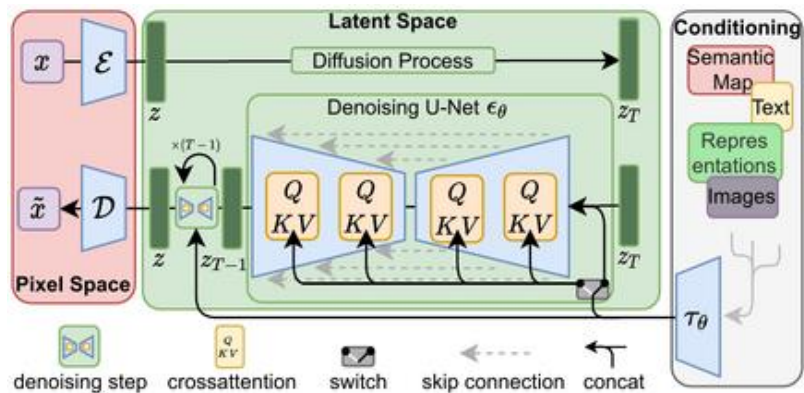 Latent Space
Conditioning
x
ℰ
Diffusion Process
Semantic
Map
z
z_T
Text
Denoising U-Net ϵ_θ
Repres
entations
×(T−1)
Images
Q
KV
Q
KV
Q
KV
Q
KV
x̃
𝒟
z
z_{T−1}
z_T
Pixel Space
τ_θ
Q
KV
denoising step
crossattention
switch
skip connection
concat